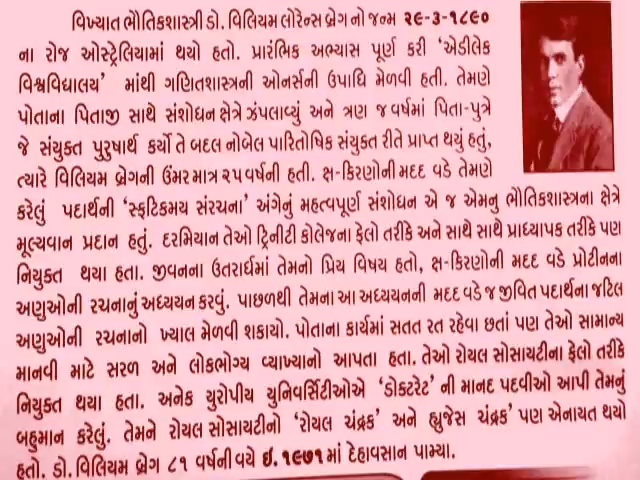 વિખ્યાત ભૌતિકશાસ્ત્રી ડો. વિલિયમ લોરેન્સ બ્રેગ નો જન્મ ૨૯-૩-૧૮૯૦
ના રોજ ઓસ્ટ્રેલિયામાં થયો હતો. પ્રારંભિક અભ્યાસ પૂર્ણ કરી ‘એડીલેક
વિશ્વવિદ્યાલય’ માંથી ગણિતશાસ્ત્રની ઓનર્સની ઉપાધિ મેળવી હતી. તેમણે
પોતાના પિતાજી સાથે સંશોધન ક્ષેત્રે ઝંપલાવ્યું અને ત્રણ જ વર્ષમાં પિતા-પુત્રે
જે સંયુક્ત પુરુષાર્થ કર્યો તે બદલ નોબેલ પારિતોષિક સંયુક્ત રીતે પ્રાપ્ત થયું હતું,
ત્યારે વિલિયમ બ્રેગની ઉંમર માત્ર ૨૫ વર્ષની હતી. ક્ષ-કિરણોની મદદ વડે તેમણે
કરેલું પદાર્થની ‘સ્ફટિકમય સંરચના’ અંગેનું મહત્વપૂર્ણ સંશોધન એ જ એમનુ ભૌતિકશાસ્ત્રના ક્ષેત્રે
મૂલ્યવાન પ્રદાન હતું. દરમિયાન તેઓ ટ્રિનીટી કોલેજના ફેલો તરીકે અને સાથે સાથે પ્રાધ્યાપક તરીકે પણ
નિયુક્ત થયા હતા. જીવનના ઉતરાર્ધમાં તેમનો પ્રિય વિષય હતો, ક્ષ-કિરણોની મદદ વડે પ્રોટીનના
અણુઓની રચનાનું અધ્યયન કરવું. પાછળથી તેમના આ અધ્યયનની મદદ વડે જ જીવિત પદાર્થના જટિલ
અણુઓની રચનાનો ખ્યાલ મેળવી શકાયો. પોતાના કાર્યમાં સતત રત રહેવા છતાં પણ તેઓ સામાન્ય
માનવી માટે સરળ અને લોકભોગ્ય વ્યાખ્યાનો આપતા હતા. તેઓ રોયલ સોસાયટીના ફેલો તરીકે
નિયુક્ત થયા હતા. અનેક યુરોપીય યુનિવર્સિટીઓએ ‘ડોક્ટરેટ’ ની માનદ પદવીઓ આપી તેમનું
બહુમાન કરેલું. તેમને રોયલ સોસાયટીનો ‘રોયલ ચંદ્રક’ અને હ્યુજેસ ચંદ્રક’ પણ એનાયત થયો
હતો. ડો. વિલિયમ બ્રેગ ૮૧ વર્ષની વયે ઇ. ૧૯૭૧ માં દેહાવસાન પામ્યા.